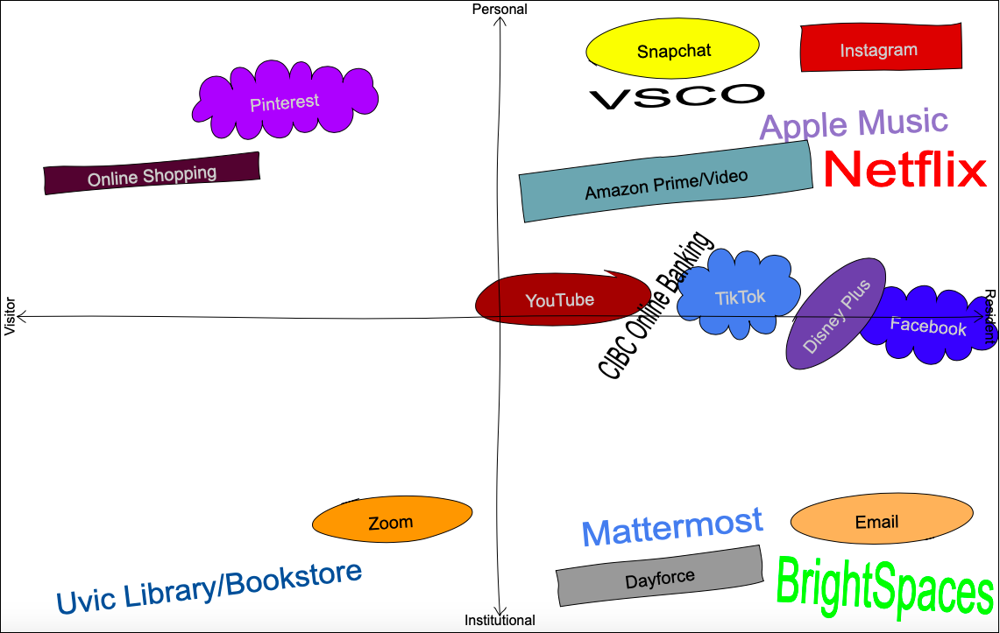 Personal
Snapchat
Instagram
VSCO
Pinterest
Apple Music
Online Shopping
Amazon Prime/Video
Netflix
CIBC Online Banking
YouTube
TikTok
Disney Plus
Facebook
Visitor
Resident
Zoom
Mattermost
Email
Uvic Library/Bookstore
Dayforce
BrightSpaces
Institutional